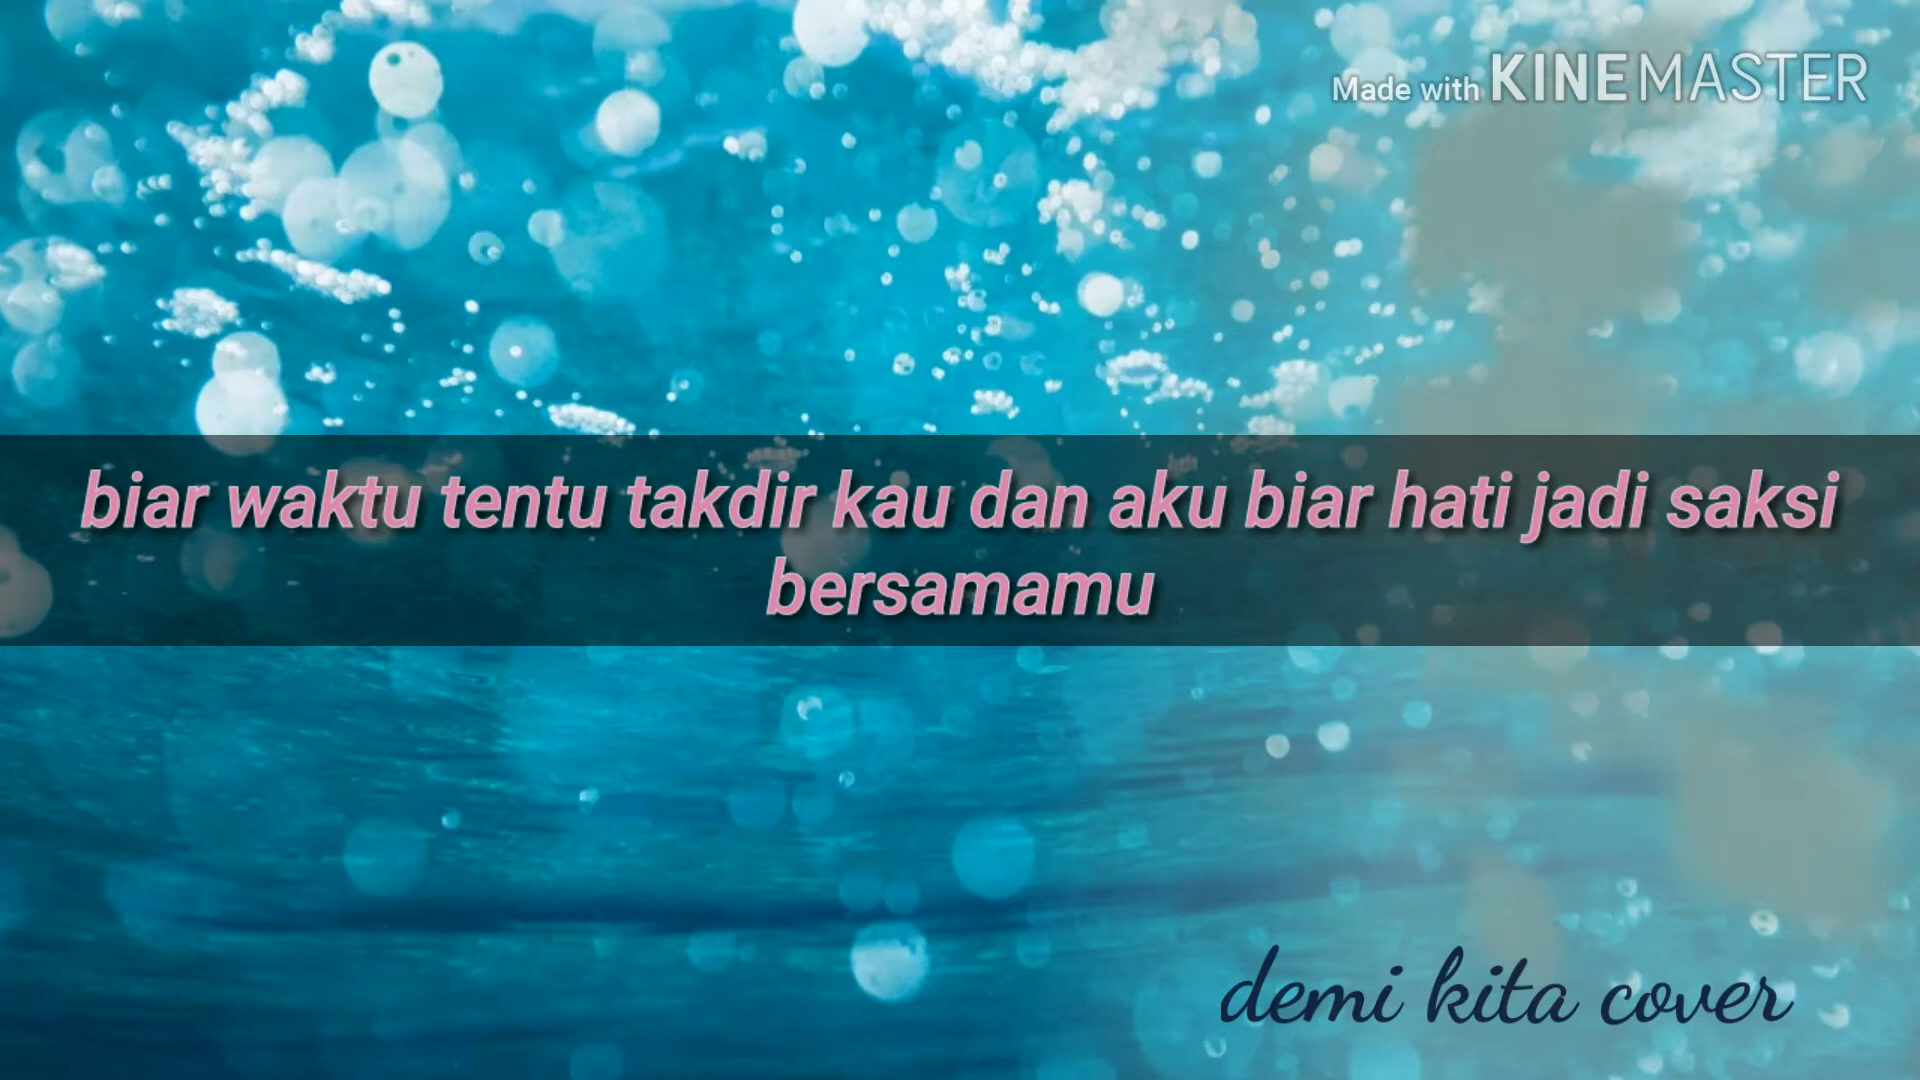 Made with KINEMASTER
biar waktu tentu takdir kau dan aku biar hati jadi saksi
bersamamu
demi kita cover